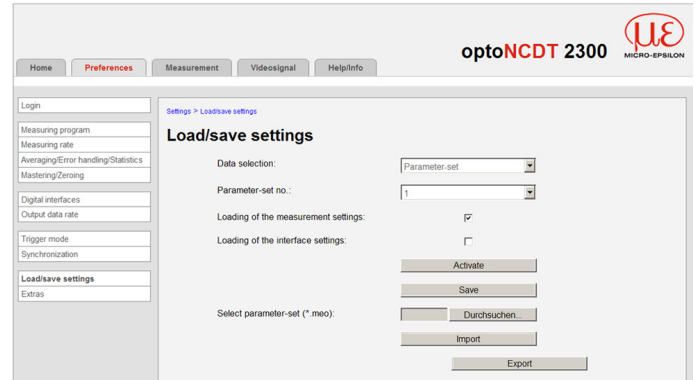 optoNCDT 2300
με
MICRO-EPSILON
Home
Preferences
Measurement
Videosignal
Help/Info
Login
Measuring program
Measuring rate
Averaging/Error handling/Statistics
Mastering/Zeroing
Digital interfaces
Output data rate
Trigger mode
Synchronization
Load/save settings
Extras
Settings > Load/save settings
Load/save settings
Data selection:
Parameter-set
Parameter-set no.:
1
Loading of the measurement settings:
Loading of the interface settings:
Activate
Save
Select parameter-set (*.meo):
Durchsuchen...
Import
Export